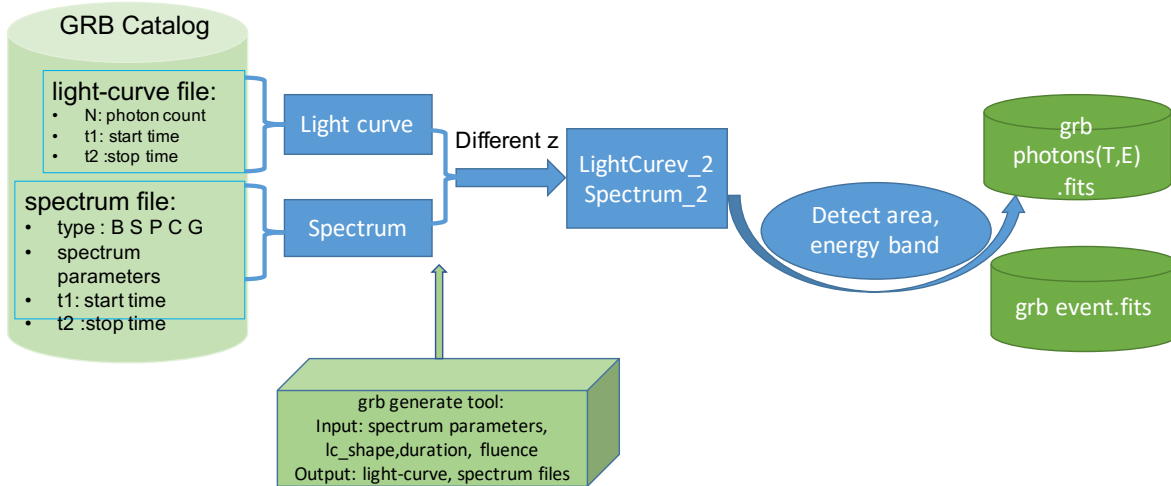 GRB Catalog
light-curve file:
• N: photon count
• t1: start time
• t2 :stop time
spectrum file:
• type : B S P C G
• spectrum
parameters
• t1: start time
• t2 :stop time
Light curve
Spectrum
Different z
LightCurev_2
Spectrum_2
Detect area,
energy band
grb
photons(T,E)
.fits
grb event.fits
grb generate tool:
Input: spectrum parameters,
lc_shape,duration, fluence
Output: light-curve, spectrum files